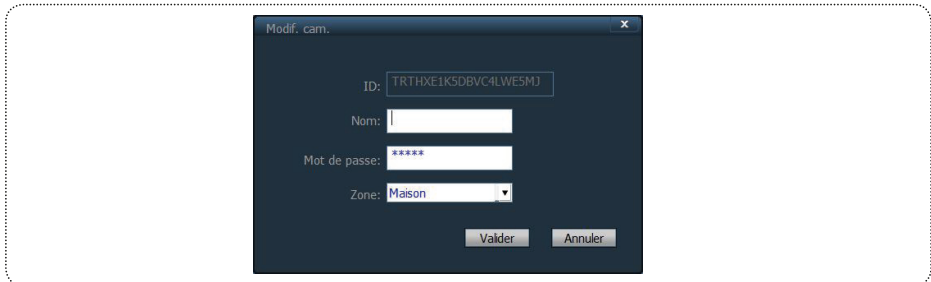 Modif. cam.
x
ID: TRTHXE1K5DBVC4LWE5MJ
Nom:
Mot de passe: *****
Zone: Maison
Valider Annuler